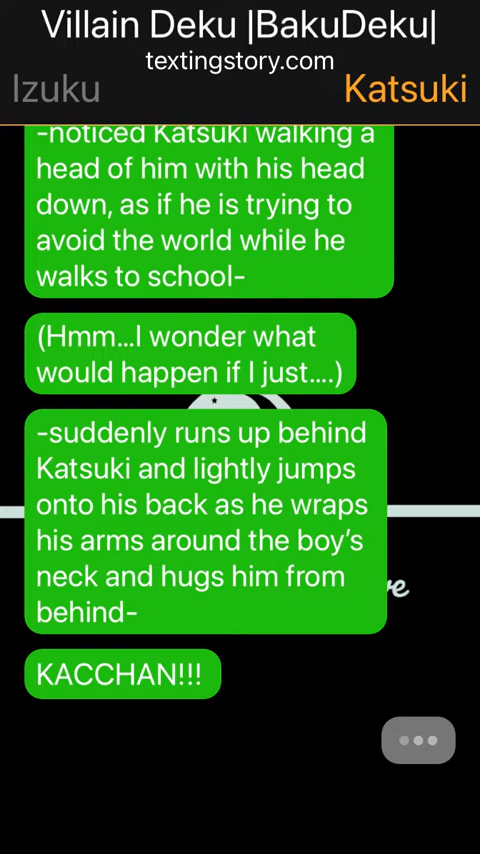 Villain Deku |BakuDeku|
textingstory.com
Izuku
Katsuki
-noticed Katsuki walking a
head of him with his head
down, as if he is trying to
avoid the world while he
walks to school-
(Hmm...I wonder what
would happen if I just....)
-suddenly runs up behind
Katsuki and lightly jumps
onto his back as he wraps
his arms around the boy’s
neck and hugs him from
behind-
KACCHAN!!!